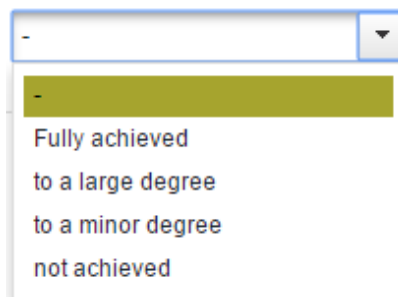 -
-
Fully achieved
to a large degree
to a minor degree
not achieved